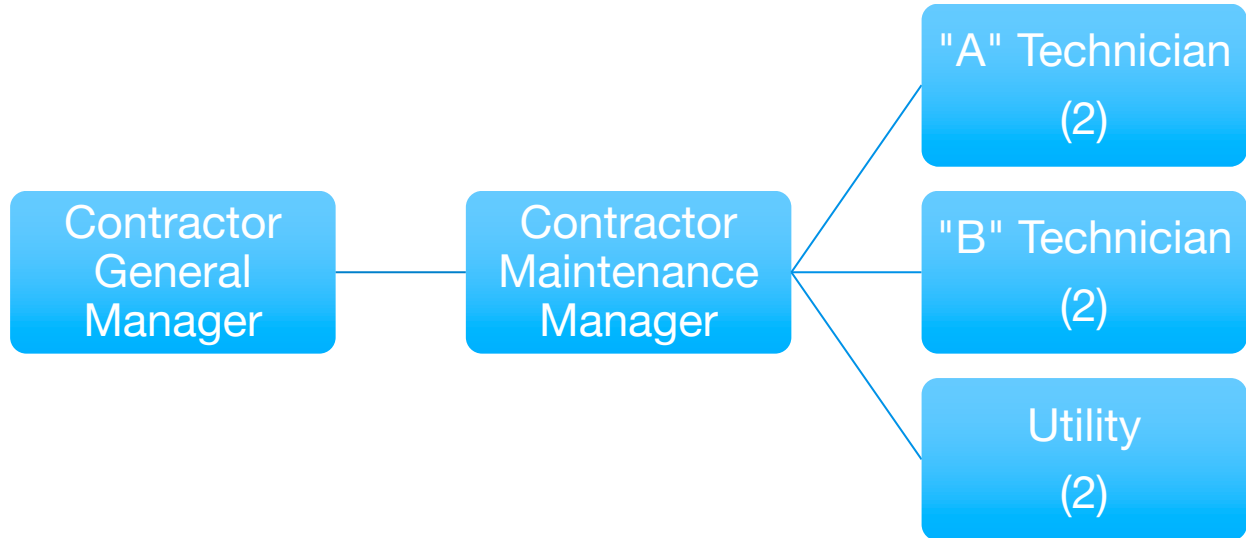 Contractor
General
Manager
Contractor
Maintenance
Manager
"A" Technician
(2)
"B" Technician
(2)
Utility
(2)